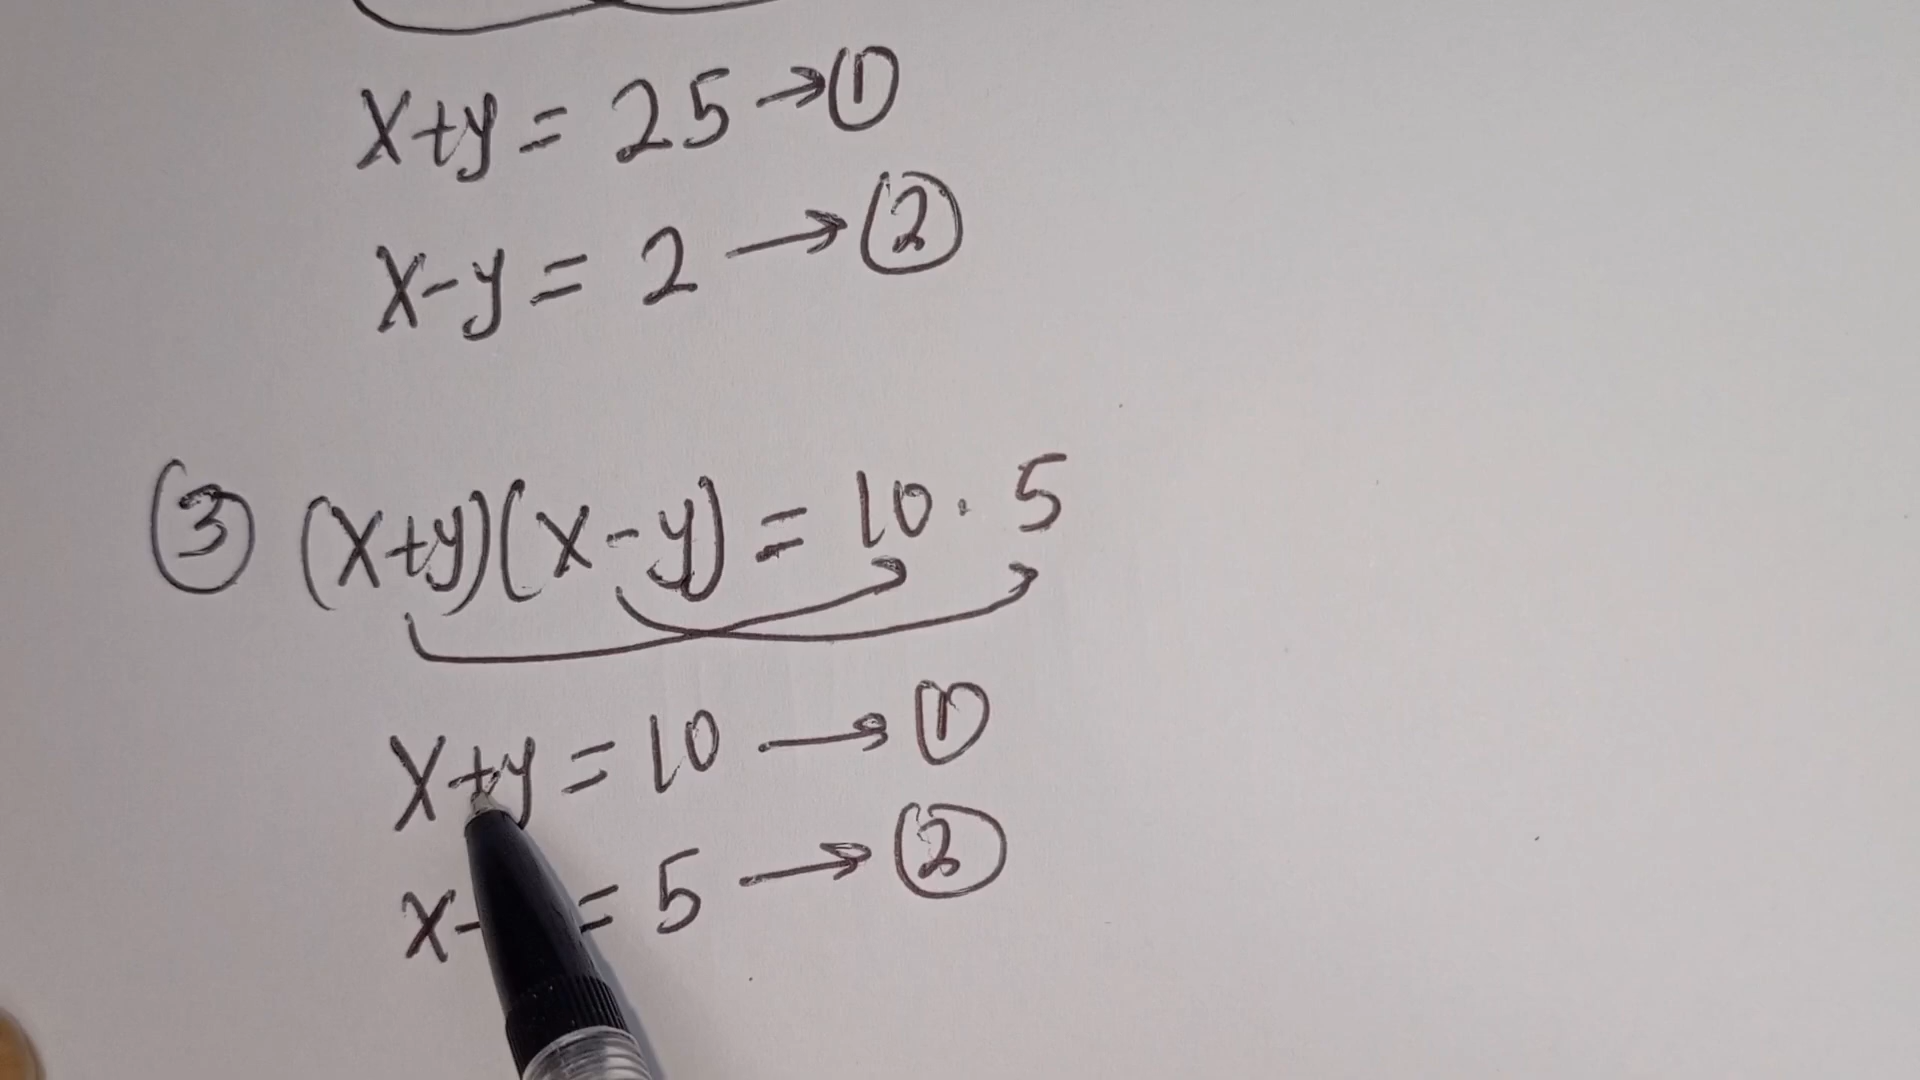 x+y = 25 → ①
x-y = 2 → ②
③ (x+y)(x-y) = 10 . 5
x+y = 10 → ①
x- = 5 → ②